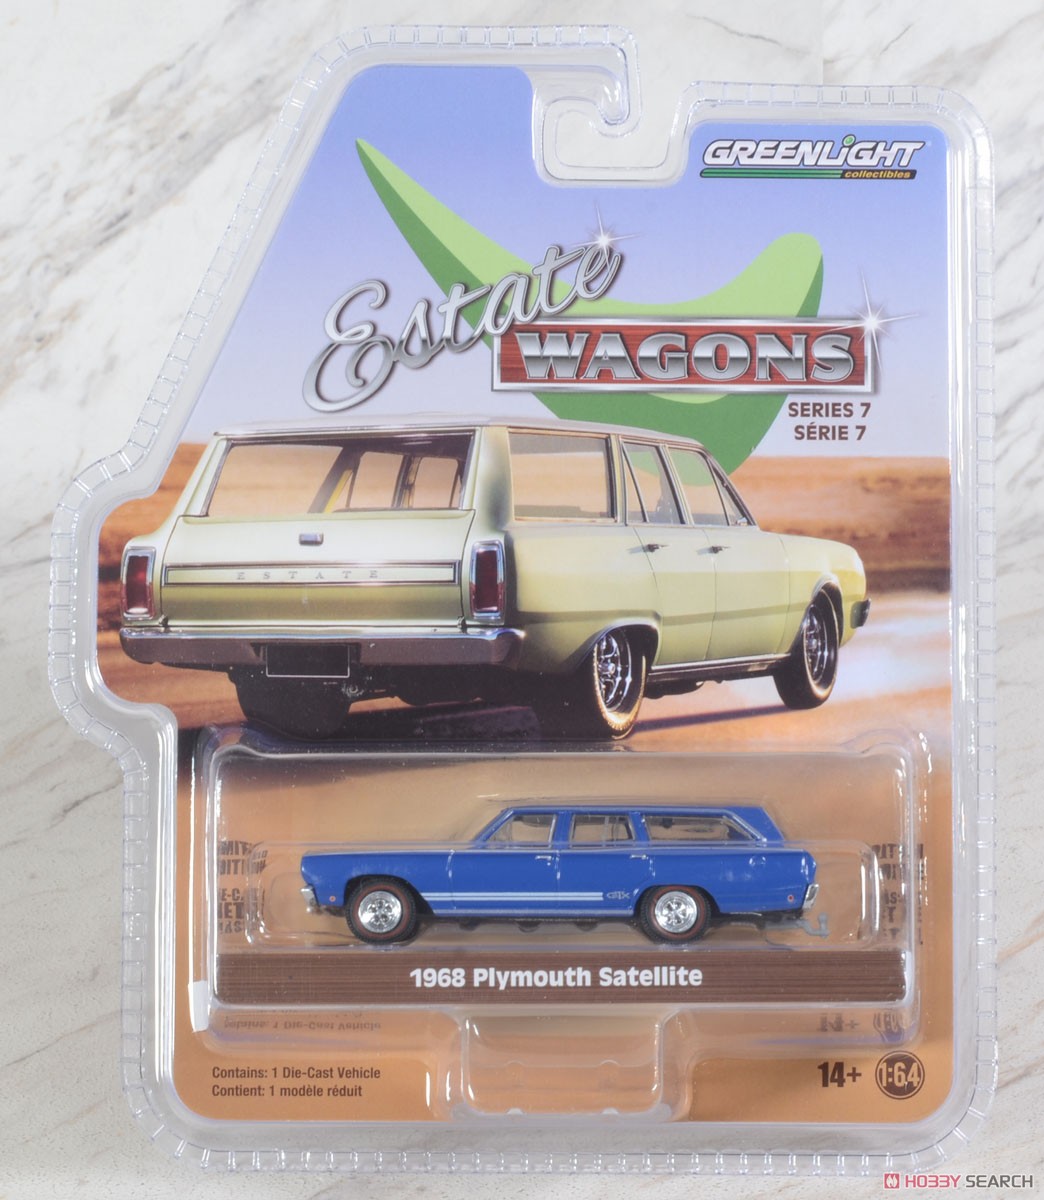 GREENLiGHT
collectibles
Estate
WAGONS
SERIES 7
SÉRIE 7
ESTATE
GTX
1968 Plymouth Satellite
Contains: 1 Die-Cast Vehicle
Contient: 1 modèle réduit
14+
1:64
HOBBY SEARCH